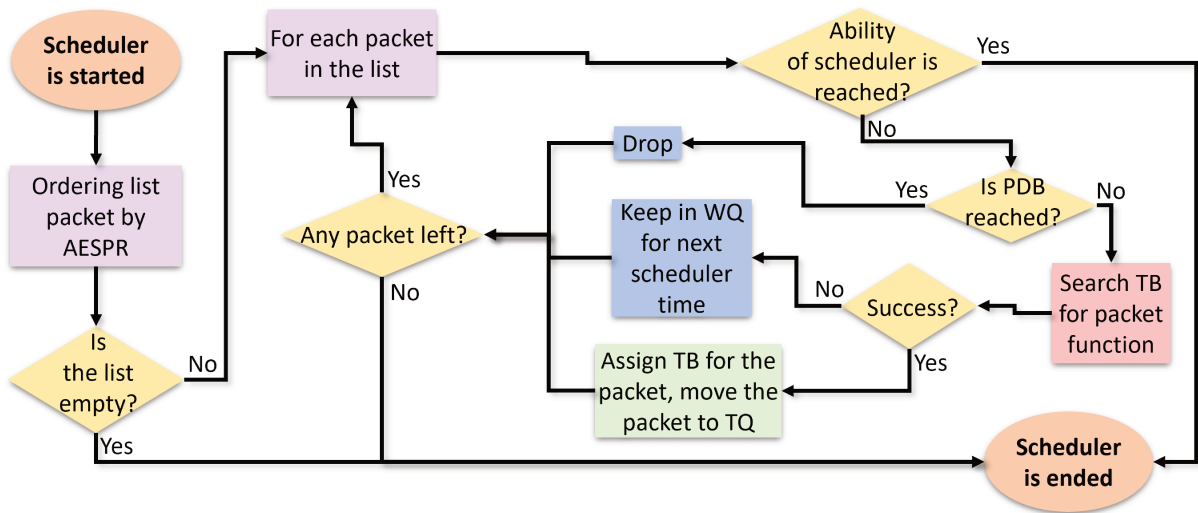 Scheduler
is started
Ordering list
packet by
AESPR
Is
the list
empty?
No
Yes
For each packet
in the list
Ability
of scheduler is
reached?
Yes
No
Is PDB
reached?
Yes
No
Drop
Search TB
for packet
function
Success?
No
Yes
Keep in WQ
for next
scheduler
time
Assign TB for the
packet, move the
packet to TQ
Any packet left?
Yes
No
Scheduler
is ended